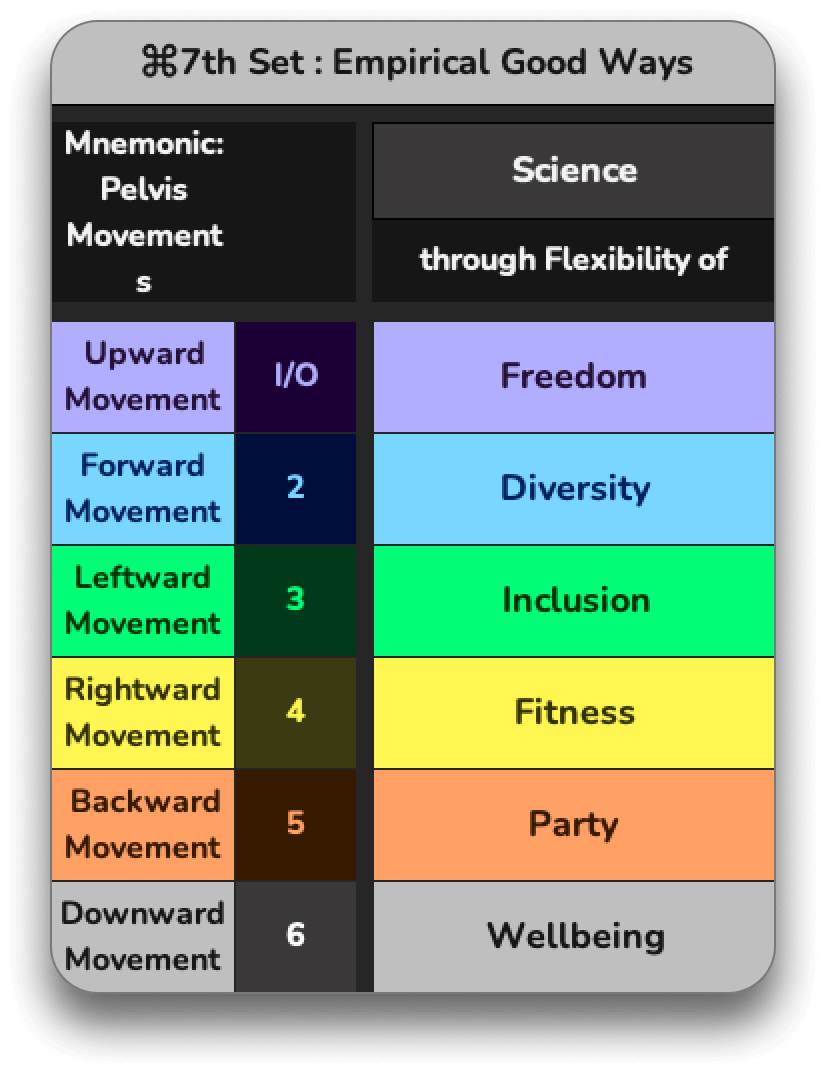 ⌘7th Set : Empirical Good Ways
Mnemonic:
Pelvis
Movement
s
Science
through Flexibility of
Upward
Movement
I/O
Freedom
Forward
Movement
2
Diversity
Leftward
Movement
3
Inclusion
Rightward
Movement
4
Fitness
Backward
Movement
5
Party
Downward
Movement
6
Wellbeing